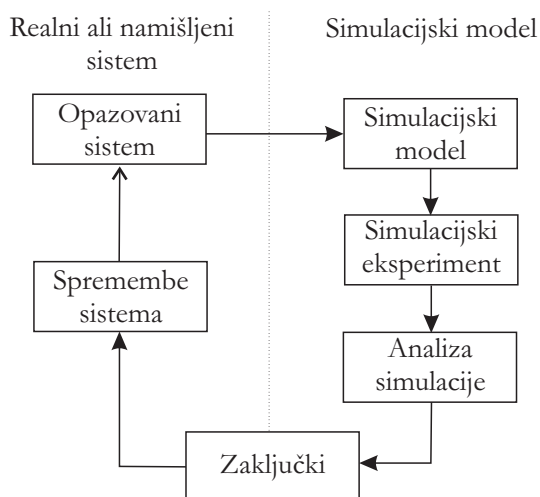 Realni ali namišljeni
sistem
Simulacijski model
Opazovani
sistem
Simulacijski
model
Simulacijski
eksperiment
Spremembe
sistema
Analiza
simulacije
Zaključki